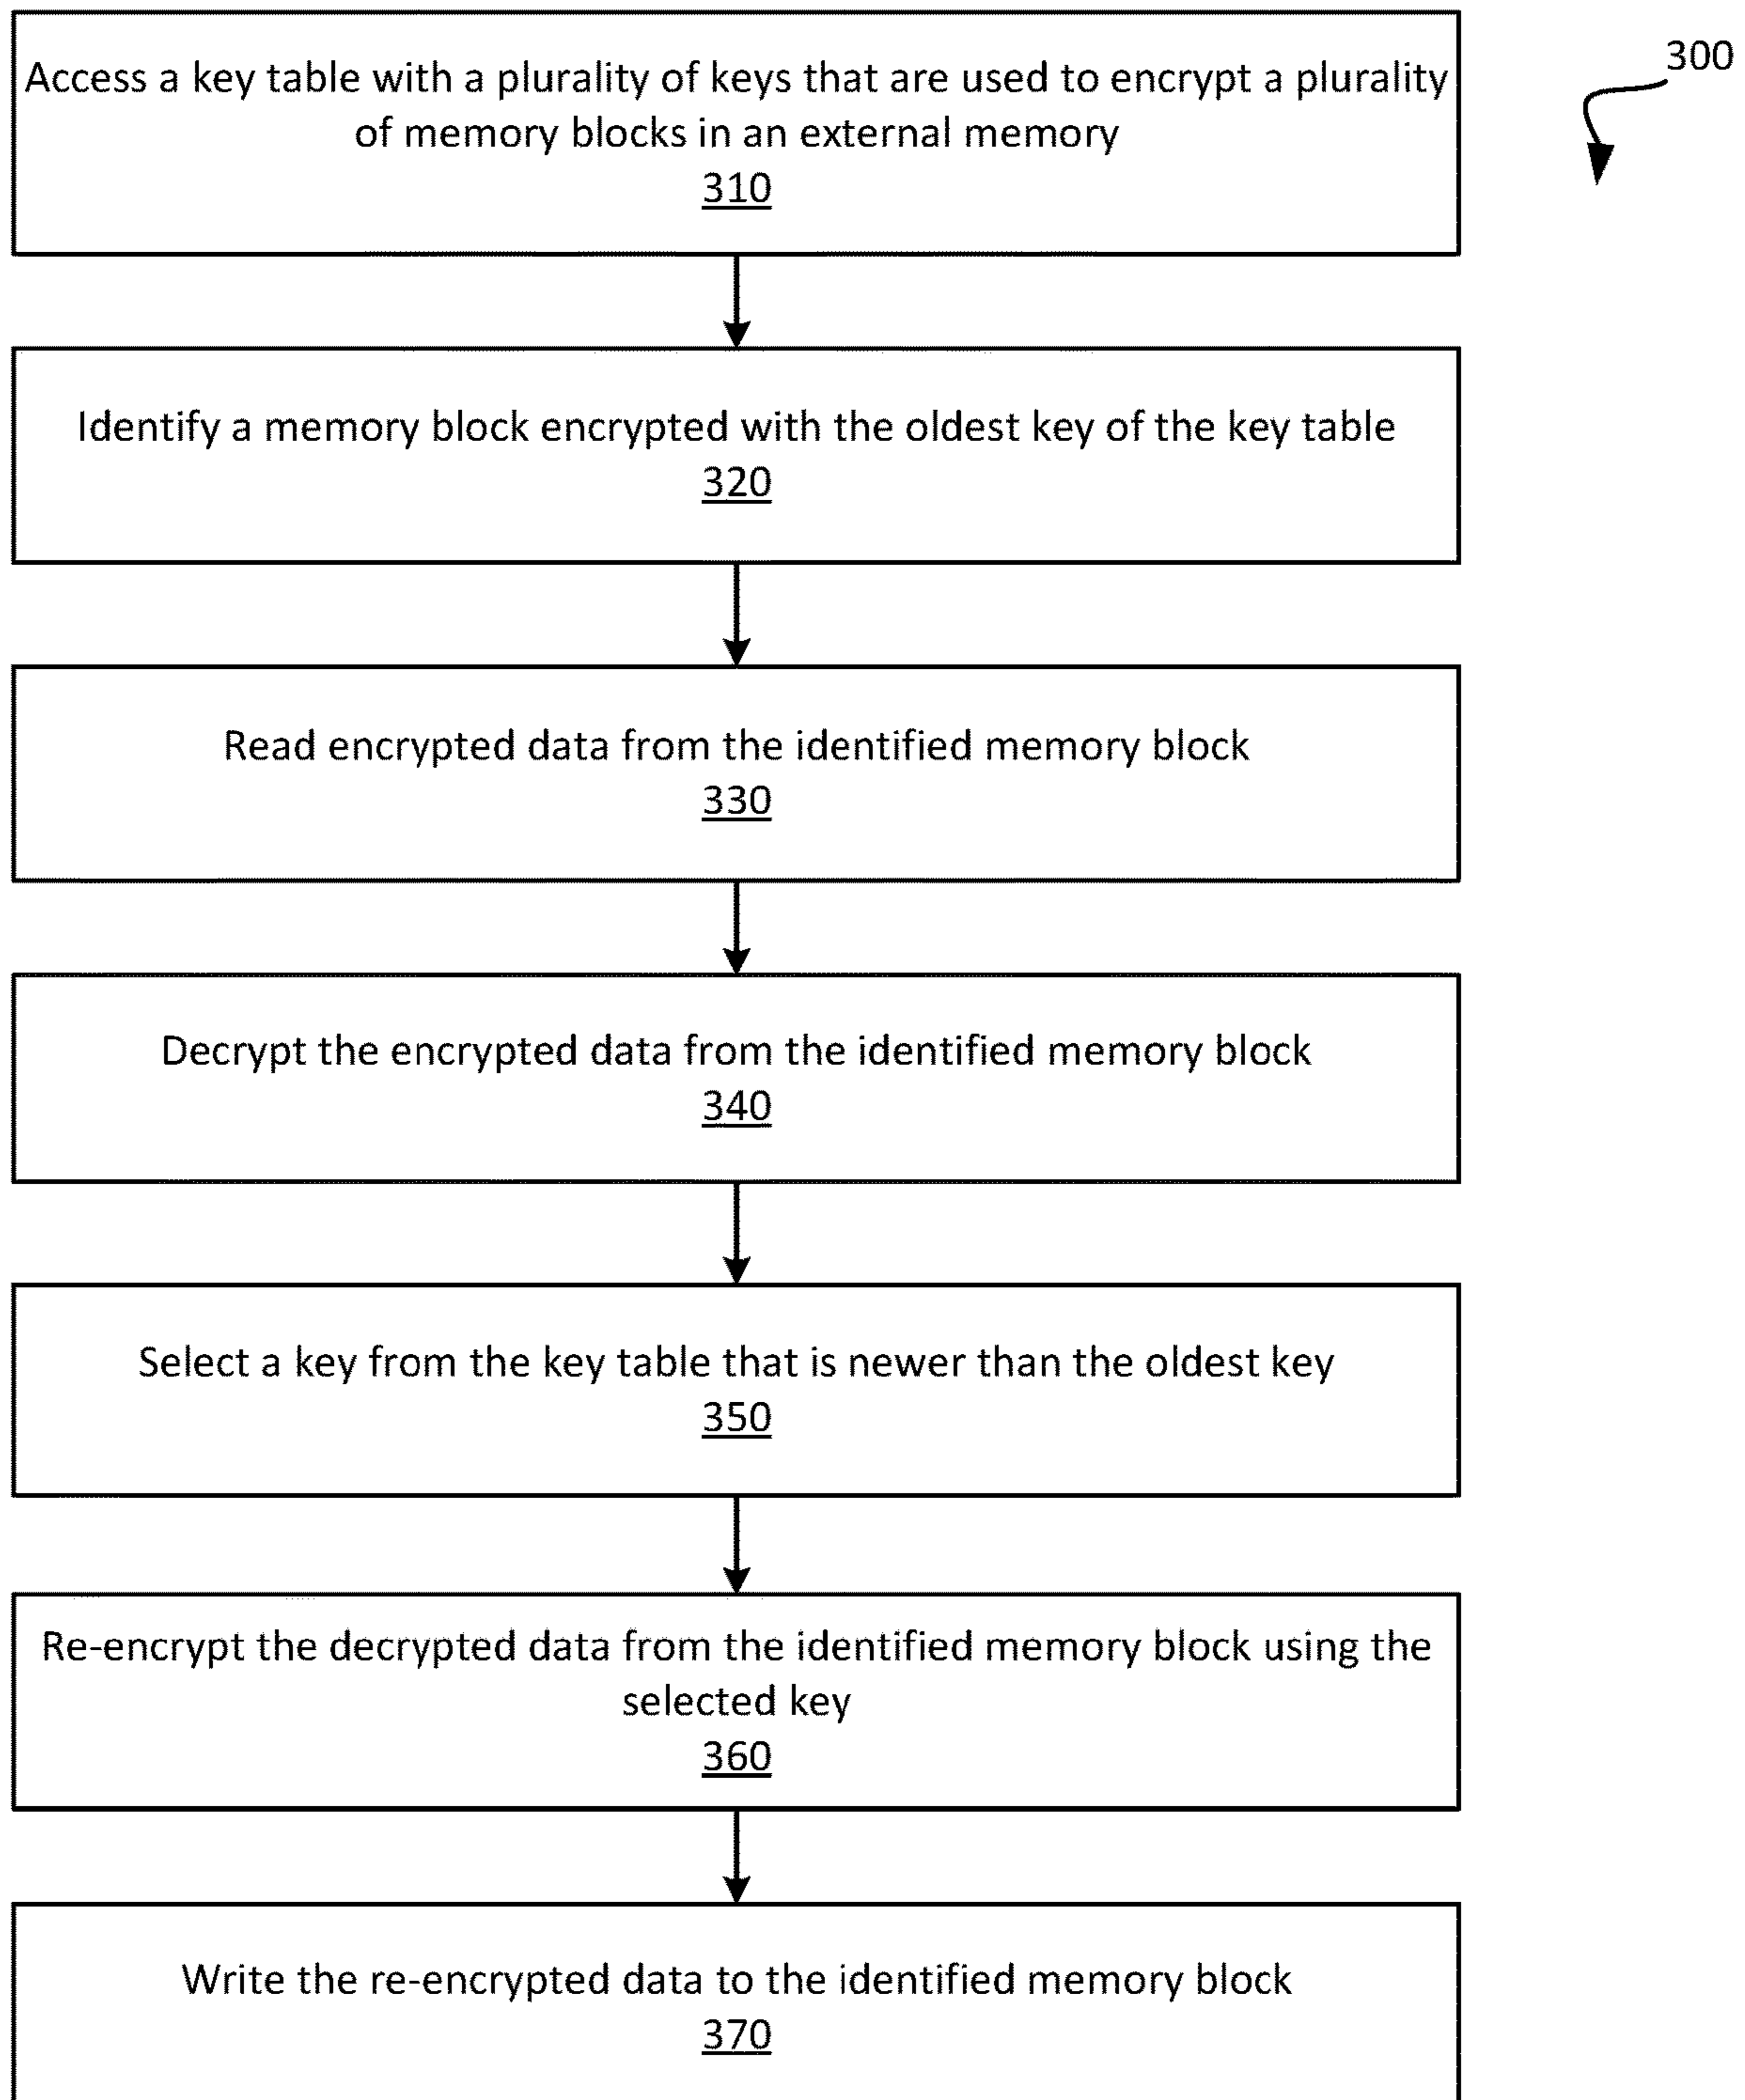 300
Access a key table with a plurality of keys that are used to encrypt a plurality
of memory blocks in an external memory
310
Identify a memory block encrypted with the oldest key of the key table
320
Read encrypted data from the identified memory block
330
Decrypt the encrypted data from the identified memory block
340
Select a key from the key table that is newer than the oldest key
350
Re-encrypt the decrypted data from the identified memory block using the
selected key
360
Write the re-encrypted data to the identified memory block
370